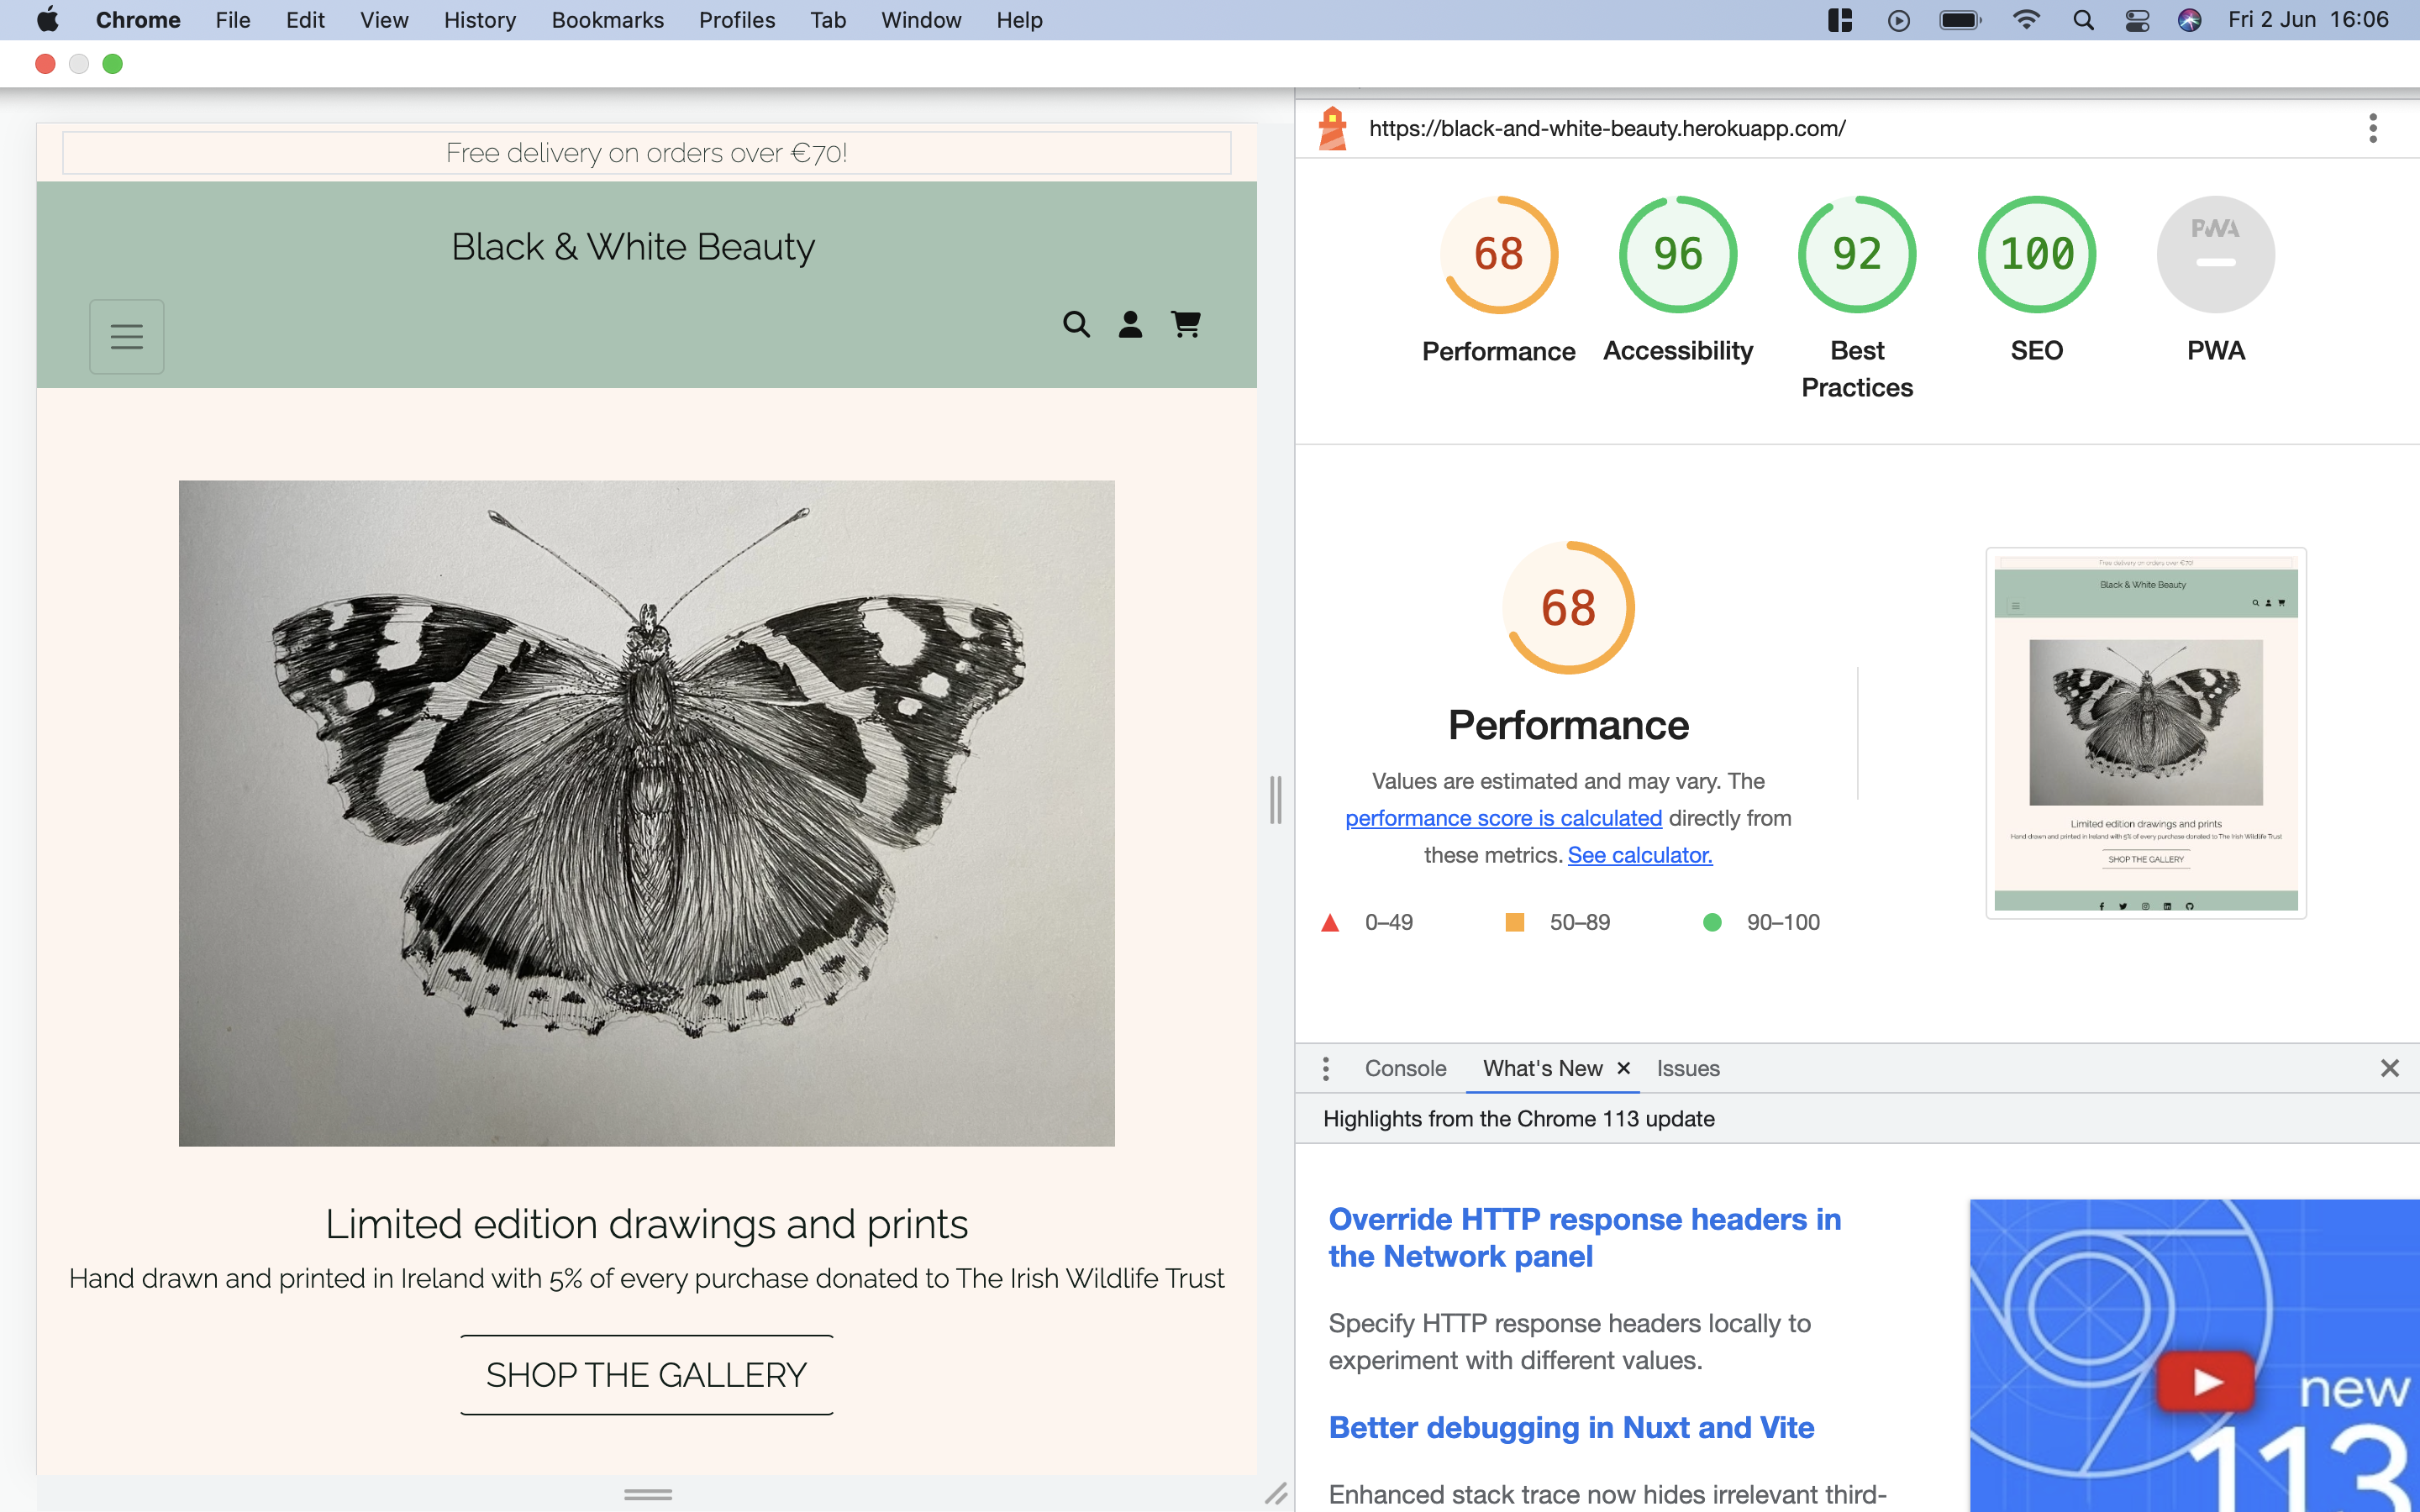 Chrome File Edit View History Bookmarks Profiles Tab Window Help Fri 2 Jun 16:06
Free delivery on orders over €70!
Black & White Beauty
Limited edition drawings and prints
Hand drawn and printed in Ireland with 5% of every purchase donated to The Irish Wildlife Trust
SHOP THE GALLERY
https://black-and-white-beauty.herokuapp.com/
68 96 92 100 PWA
Performance Accessibility Best Practices SEO PWA
68
Performance
Values are estimated and may vary. The
performance score is calculated directly from
these metrics. See calculator.
0–49 50–89 90–100
Free delivery on orders over €70!
Black & White Beauty
Limited edition drawings and prints
Hand drawn and printed in Ireland with 5% of every purchase donated to The Irish Wildlife Trust
SHOP THE GALLERY
Console What's New Issues
Highlights from the Chrome 113 update
Override HTTP response headers in
the Network panel
Specify HTTP response headers locally to
experiment with different values.
Better debugging in Nuxt and Vite
Enhanced stack trace now hides irrelevant third-
new
113